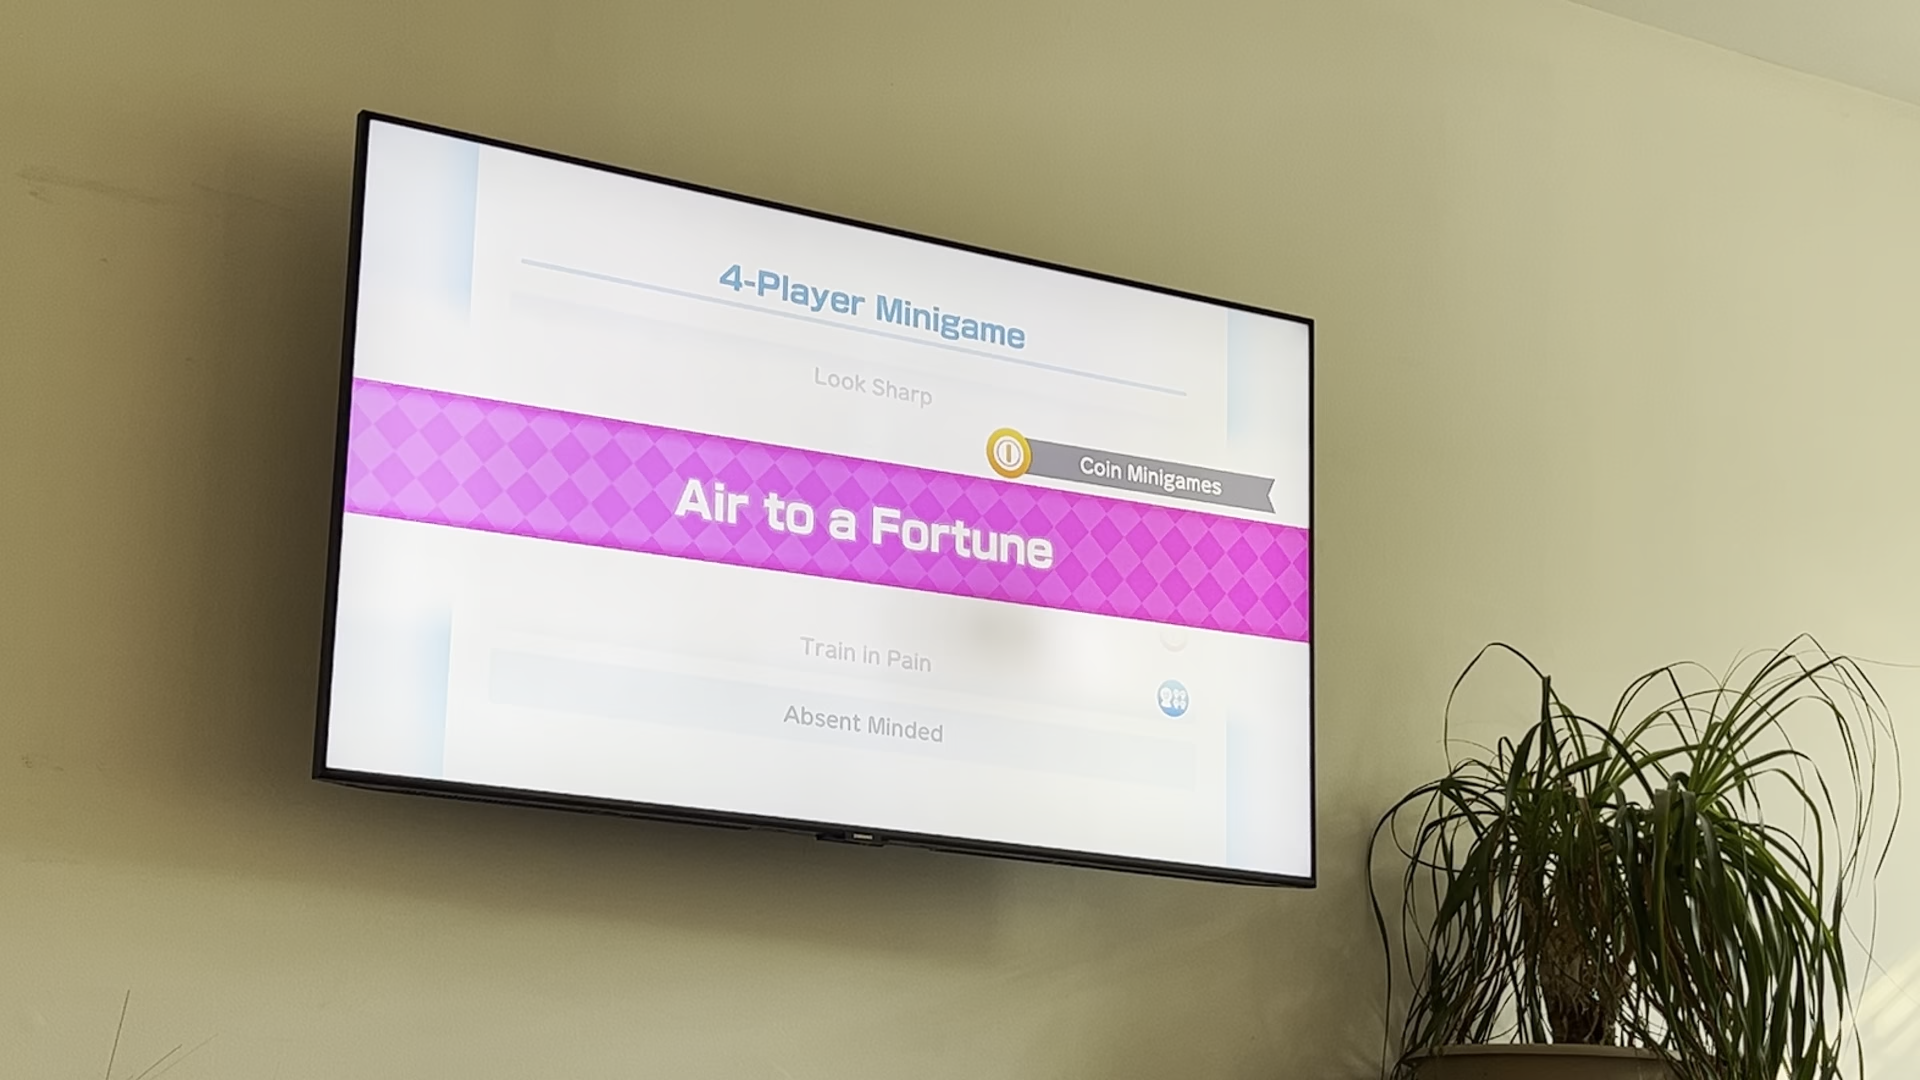 4-Player Minigame
Look Sharp
Coin Minigames
Air to a Fortune
Train in Pain
Absent Minded